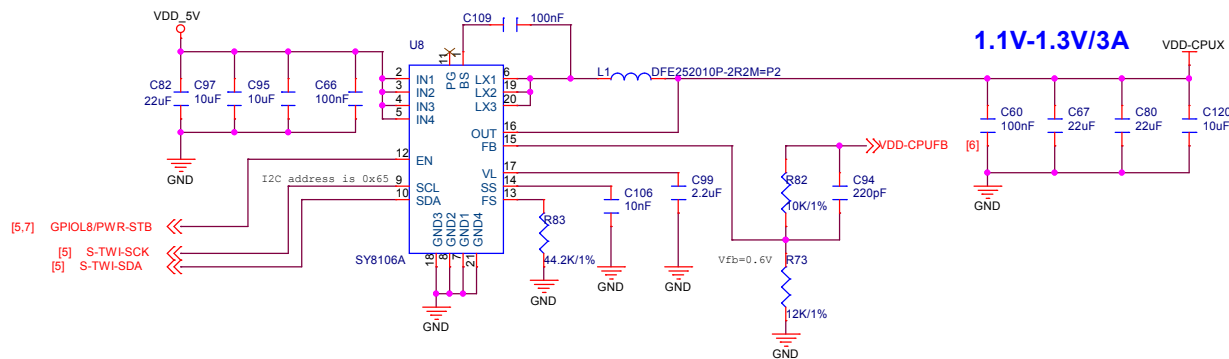 VDD_5V
C109
100nF
1.1V-1.3V/3A
VDD-CPUX
U8
11
1
PG
BS
C82
22uF
C97
10uF
C95
10uF
C66
100nF
2
3
4
5
IN1
IN2
IN3
IN4
LX1
LX2
LX3
6
19
20
L1
DFE252010P-2R2M=P2
OUT
FB
16
15
C60
100nF
C67
22uF
C80
22uF
C120
10uF
VDD-CPUFB
[6]
GND
12
EN
I2C address is 0x65
9
10
SCL
SDA
VL
SS
FS
17
14
13
C106
10nF
C99
2.2uF
R82
10K/1%
C94
220pF
GND
[5,7] GPIOL8/PWR-STB
[5] S-TWI-SCK
[5] S-TWI-SDA
GND3
GND2
GND1
GND4
18
8
7
21
SY8106A
R83
44.2K/1%
Vfb=0.6V
R73
12K/1%
GND
GND
GND
GND
GND